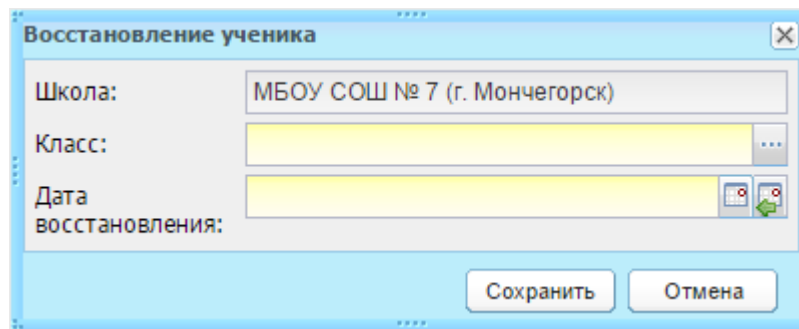 Восстановление ученика
Школа: МБОУ СОШ № 7 (г. Мончегорск)
Класс:
Дата
восстановления:
Сохранить Отмена